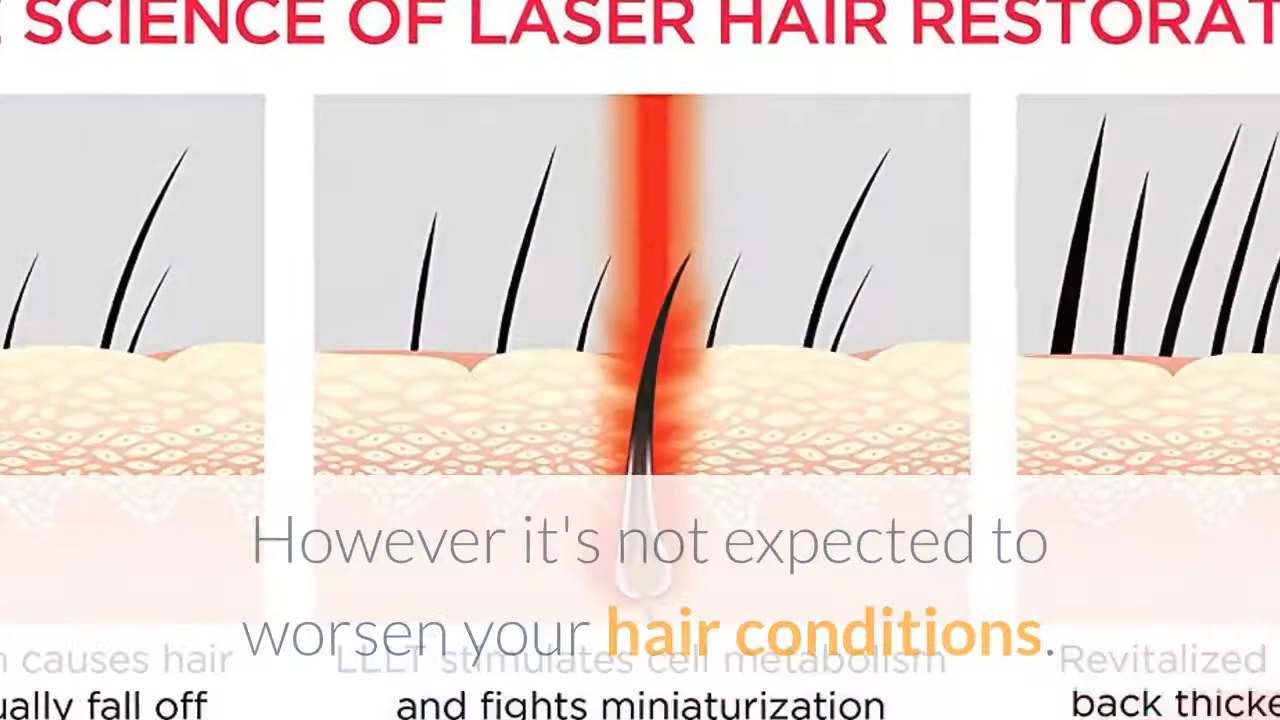 SCIENCE OF LASER HAIR RESTORAT
However it's not expected to
worsen your hair conditions.
causes hair
ually fall off
LLLT stimulates cell metabolism
and fights miniaturization
Revitalized
back thicke